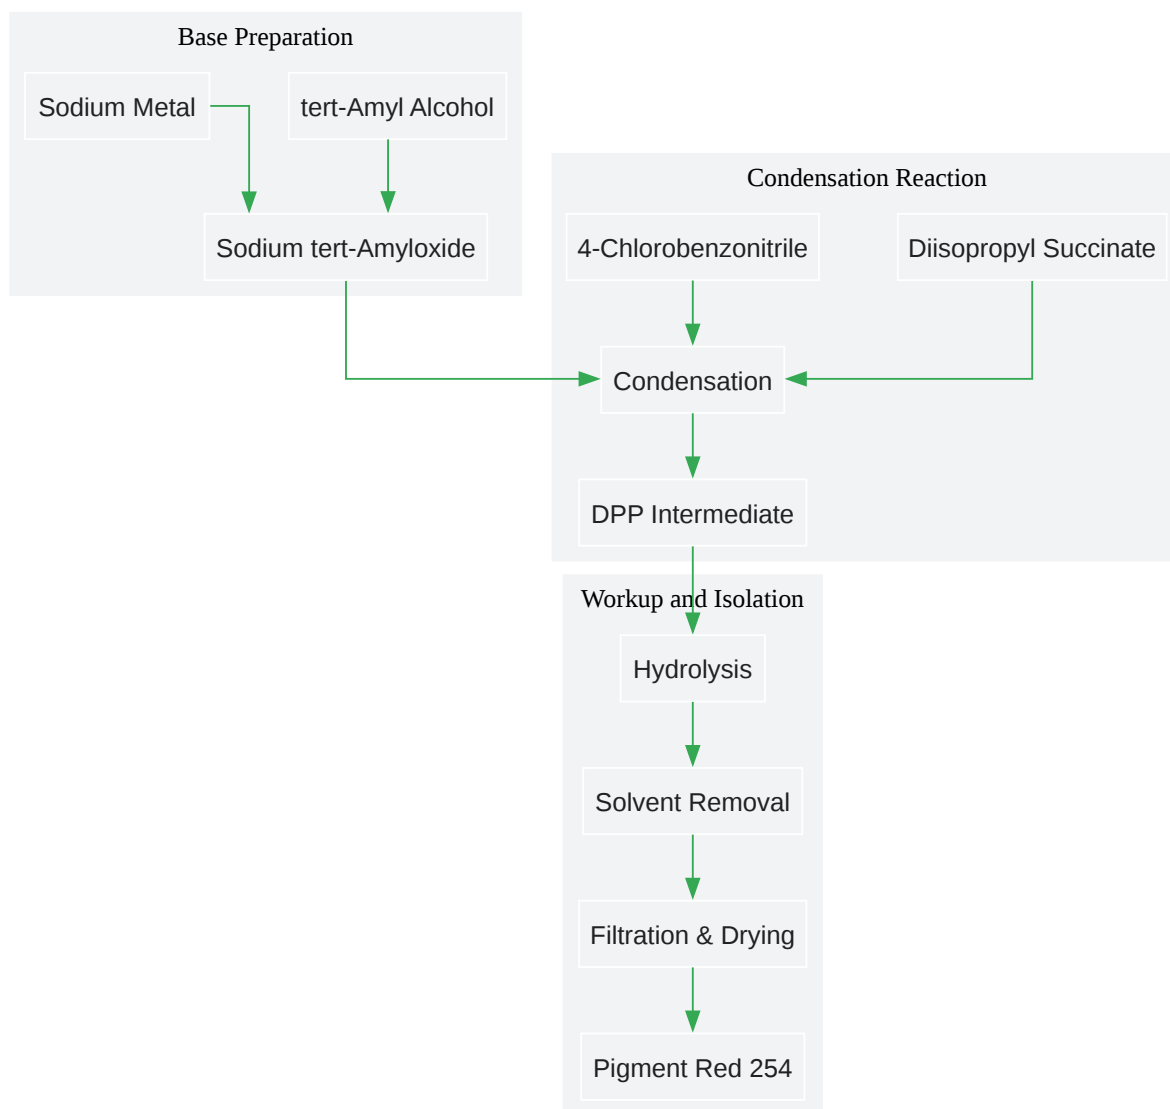 Base Preparation
Sodium Metal
tert-Amyl Alcohol
Sodium tert-Amyloxide
Condensation Reaction
4-Chlorobenzonitrile
Diisopropyl Succinate
Condensation
DPP Intermediate
Workup and Isolation
Hydrolysis
Solvent Removal
Filtration & Drying
Pigment Red 254